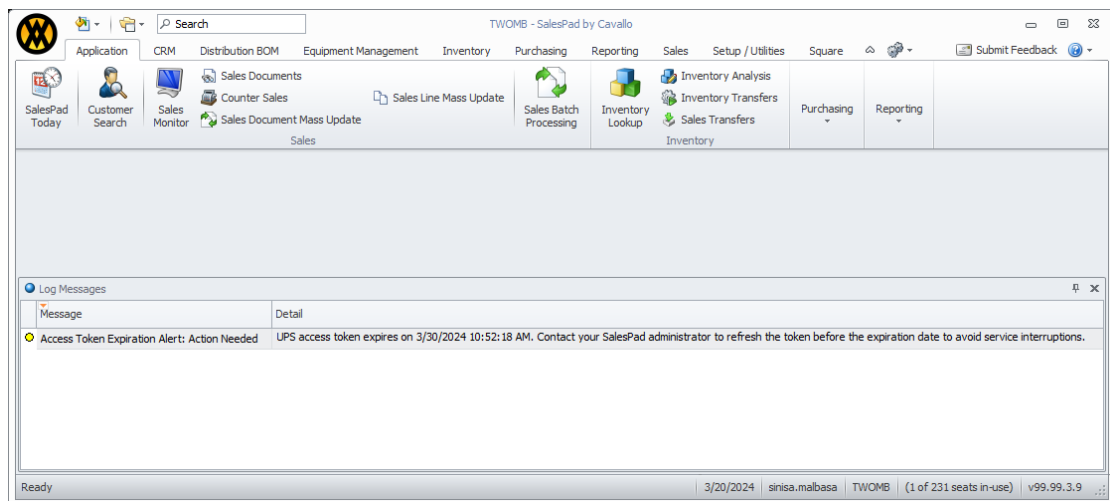 Search
TWOMB - SalesPad by Cavallo
Application CRM Distribution BOM Equipment Management Inventory Purchasing Reporting Sales Setup / Utilities Square Submit Feedback
SalesPad Today
Customer Search
Sales Monitor
Sales Documents
Counter Sales
Sales Document Mass Update
Sales Line Mass Update
Sales Batch Processing
Sales
Inventory Lookup
Inventory Analysis
Inventory Transfers
Sales Transfers
Inventory
Purchasing
Reporting
Log Messages
Message Detail
Access Token Expiration Alert: Action Needed UPS access token expires on 3/30/2024 10:52:18 AM. Contact your SalesPad administrator to refresh the token before the expiration date to avoid service interruptions.
Ready 3/20/2024 sinisa.malbasa TWOMB (1 of 231 seats in-use) v99.99.3.9